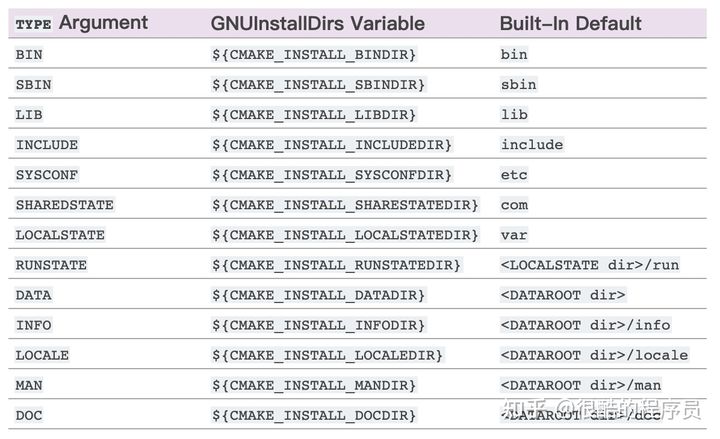 TYPE Argument GNUInstallDirs Variable Built-In Default
BIN ${CMAKE_INSTALL_BINDIR} bin
SBIN ${CMAKE_INSTALL_SBINDIR} sbin
LIB ${CMAKE_INSTALL_LIBDIR} lib
INCLUDE ${CMAKE_INSTALL_INCLUDEDIR} include
SYSCONF ${CMAKE_INSTALL_SYSCONFDIR} etc
SHAREDSTATE ${CMAKE_INSTALL_SHARESTATEDIR} com
LOCALSTATE ${CMAKE_INSTALL_LOCALSTATEDIR} var
RUNSTATE ${CMAKE_INSTALL_RUNSTATEDIR} <LOCALSTATE dir>/run
DATA ${CMAKE_INSTALL_DATADIR} <DATAROOT dir>
INFO ${CMAKE_INSTALL_INFODIR} <DATAROOT dir>/info
LOCALE ${CMAKE_INSTALL_LOCALEDIR} <DATAROOT dir>/locale
MAN ${CMAKE_INSTALL_MANDIR} <DATAROOT dir>/man
DOC ${CMAKE_INSTALL_DOCDIR} <DATAROOT dir>/doc
知乎 @很酷的程序员